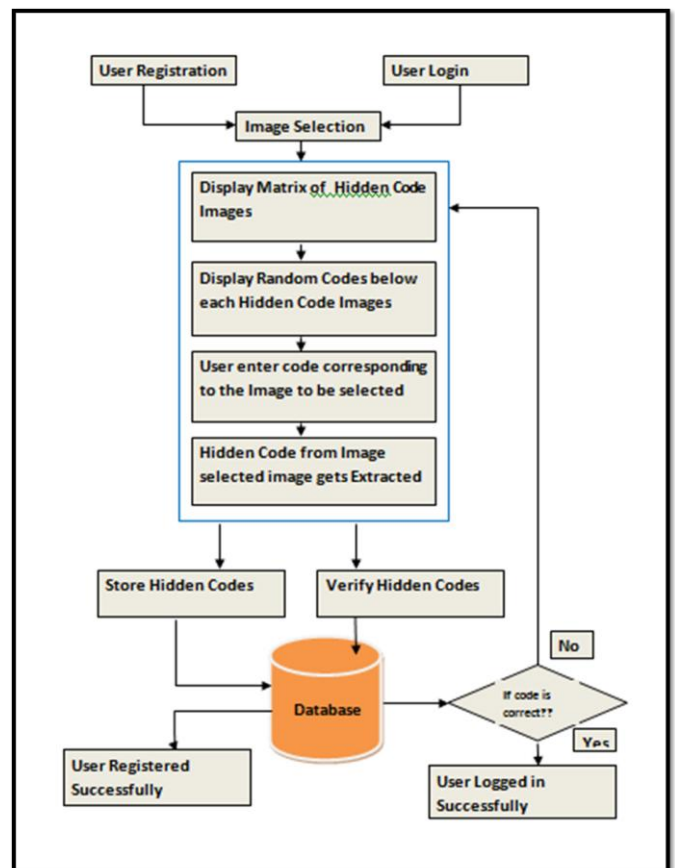 User Registration
User Login
Image Selection
Display Matrix of Hidden Code
Images
Display Random Codes below
each Hidden Code Images
User enter code corresponding
to the Image to be selected
Hidden Code from Image
selected image gets Extracted
Store Hidden Codes
Verify Hidden Codes
No
If code is
correct??
Database
Yes
User Registered
Successfully
User Logged in
Successfully